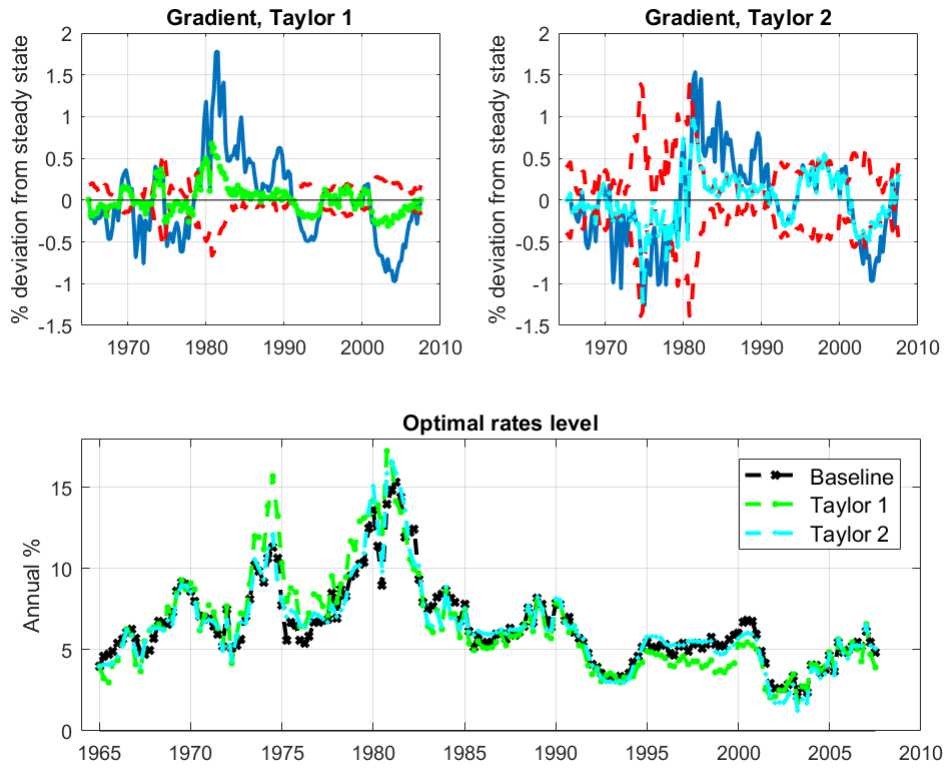 Gradient, Taylor 1
% deviation from steady state
2
1.5
1
0.5
0
-0.5
-1
-1.5
1970 1980 1990 2000 2010
Gradient, Taylor 2
% deviation from steady state
2
1.5
1
0.5
0
-0.5
-1
-1.5
1970 1980 1990 2000 2010
Optimal rates level
Annual %
15
10
5
0
1965 1970 1975 1980 1985 1990 1995 2000 2005 2010
Baseline
Taylor 1
Taylor 2